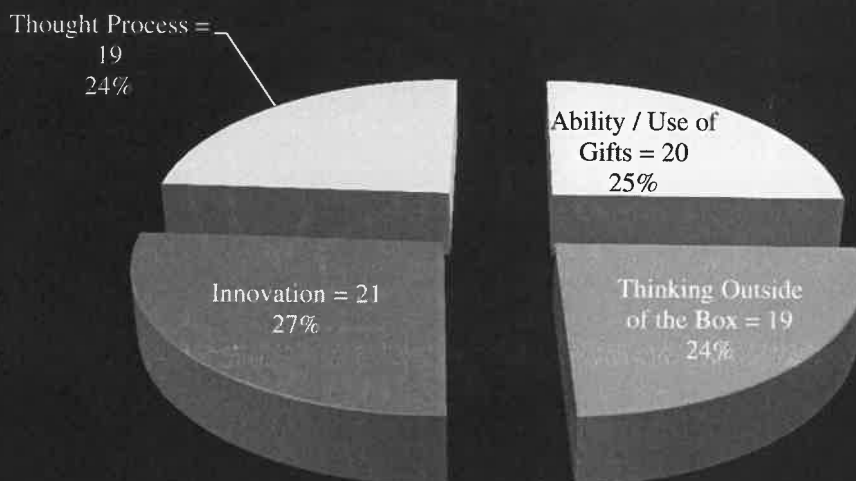 Thought Process =
19
24%
Ability / Use of
Gifts = 20
25%
Innovation = 21
27%
Thinking Outside
of the Box = 19
24%